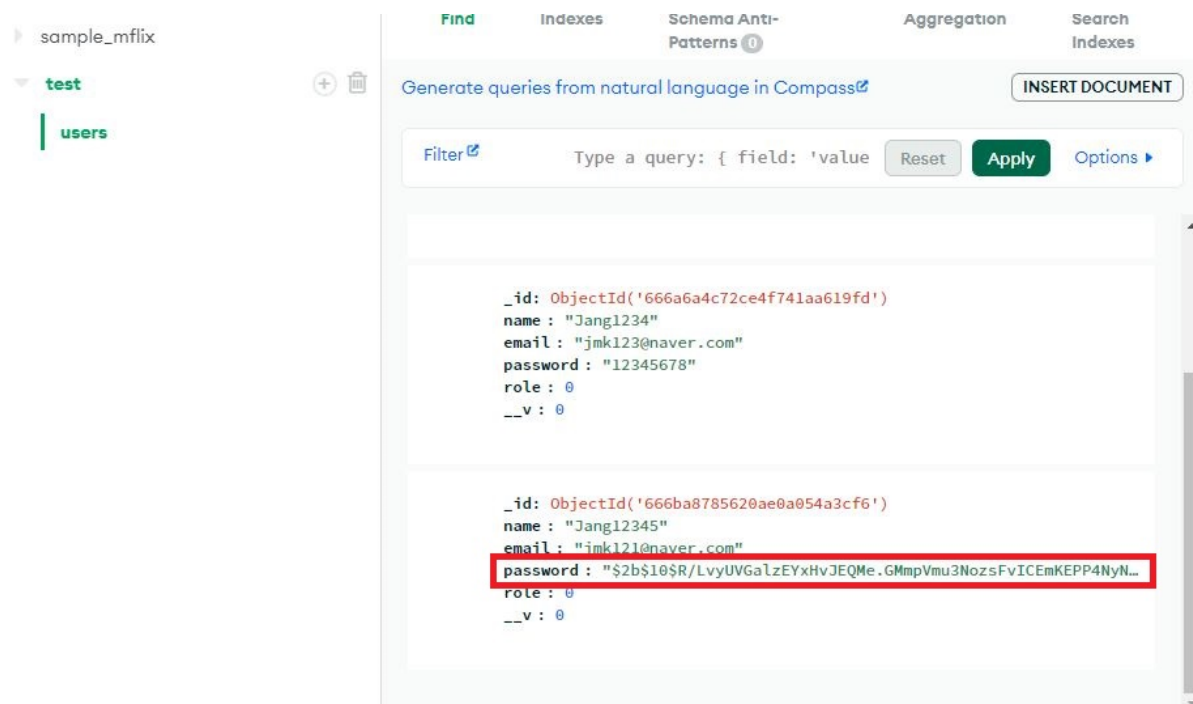 sample_mflix
test
users
Find
Indexes
Schema Anti-
Patterns 0
Aggregation
Search
Indexes
Generate queries from natural language in Compass
INSERT DOCUMENT
Filter
Type a query: { field: 'value
Reset
Apply
Options
_id: ObjectId('666a6a4c72ce4f741aa619fd')
name : "Jang1234"
email : "jmk123@naver.com"
password : "12345678"
role : 0
__v : 0
_id: ObjectId('666ba8785620ae0a054a3cf6')
name : "Jang12345"
email : "jmk121@naver.com"
password : "$2b$10$R/LvyUVGalzEYxHvJEQMe.GMmpVmu3NozsFvICEmKEPP4NyN…
role : 0
__v : 0